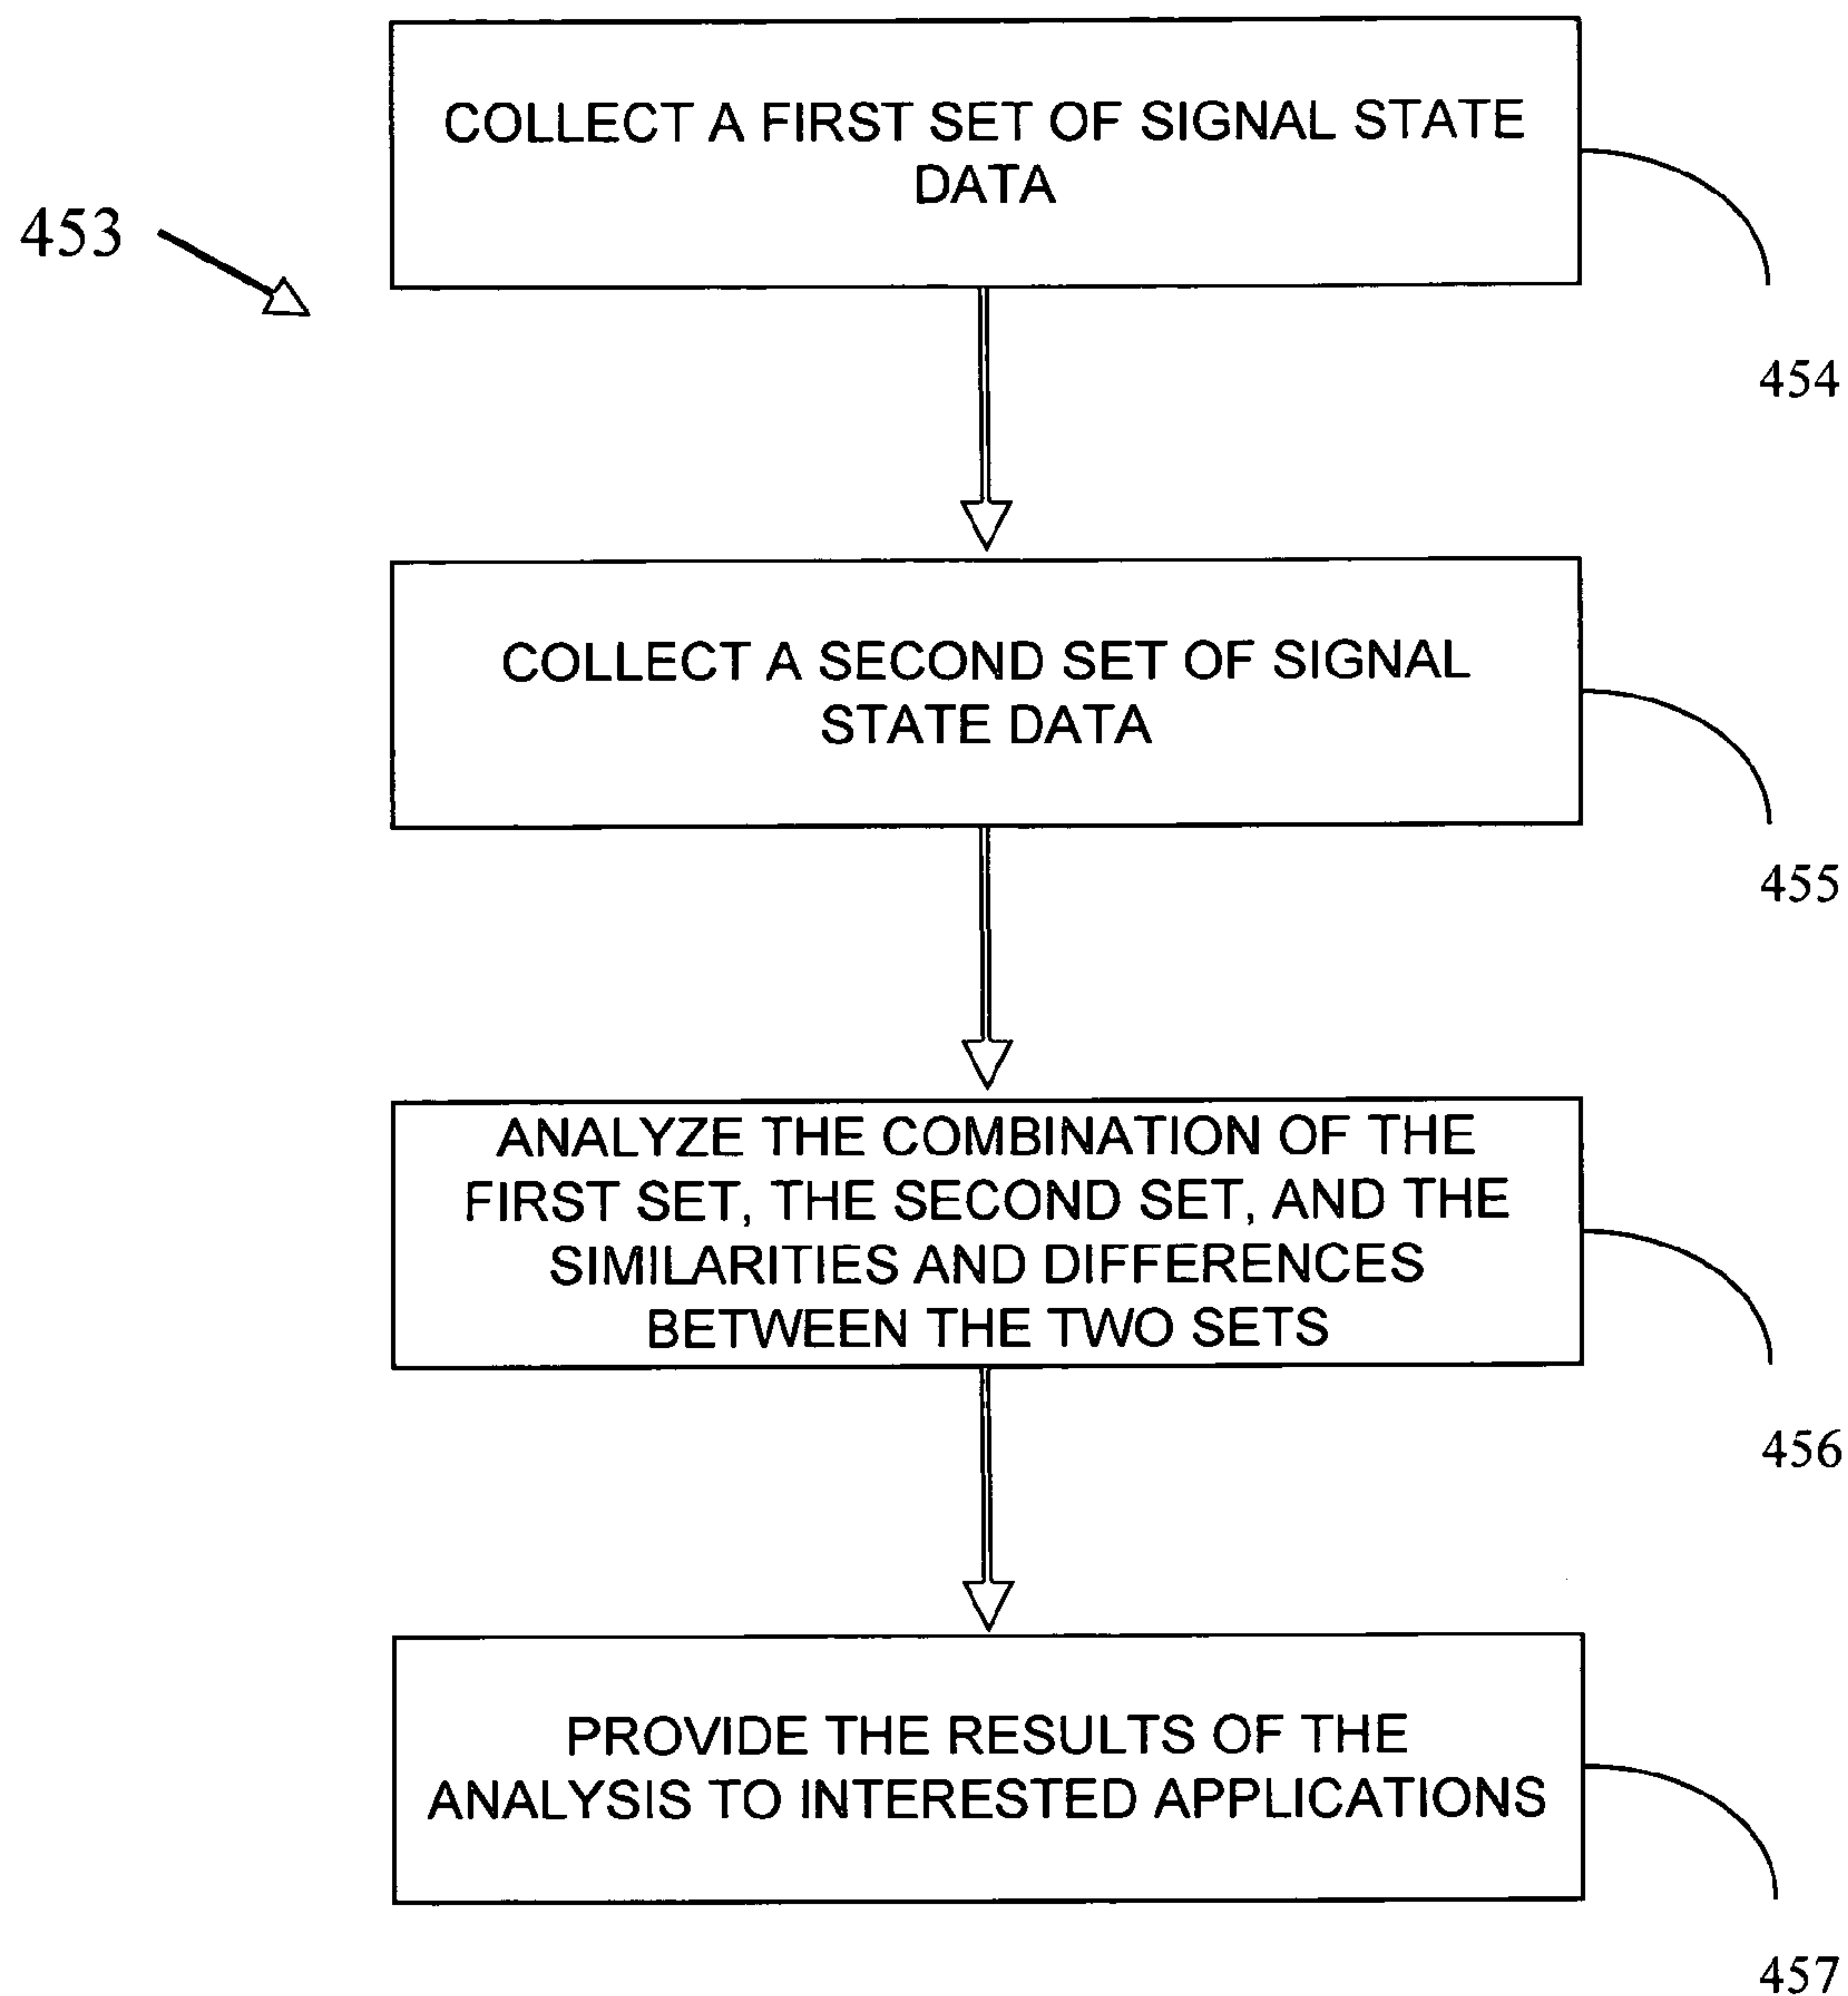 COLLECT A FIRST SET OF SIGNAL STATE
DATA
453
454
COLLECT A SECOND SET OF SIGNAL
STATE DATA
455
ANALYZE THE COMBINATION OF THE
FIRST SET, THE SECOND SET, AND THE
SIMILARITIES AND DIFFERENCES
BETWEEN THE TWO SETS
456
PROVIDE THE RESULTS OF THE
ANALYSIS TO INTERESTED APPLICATIONS
457